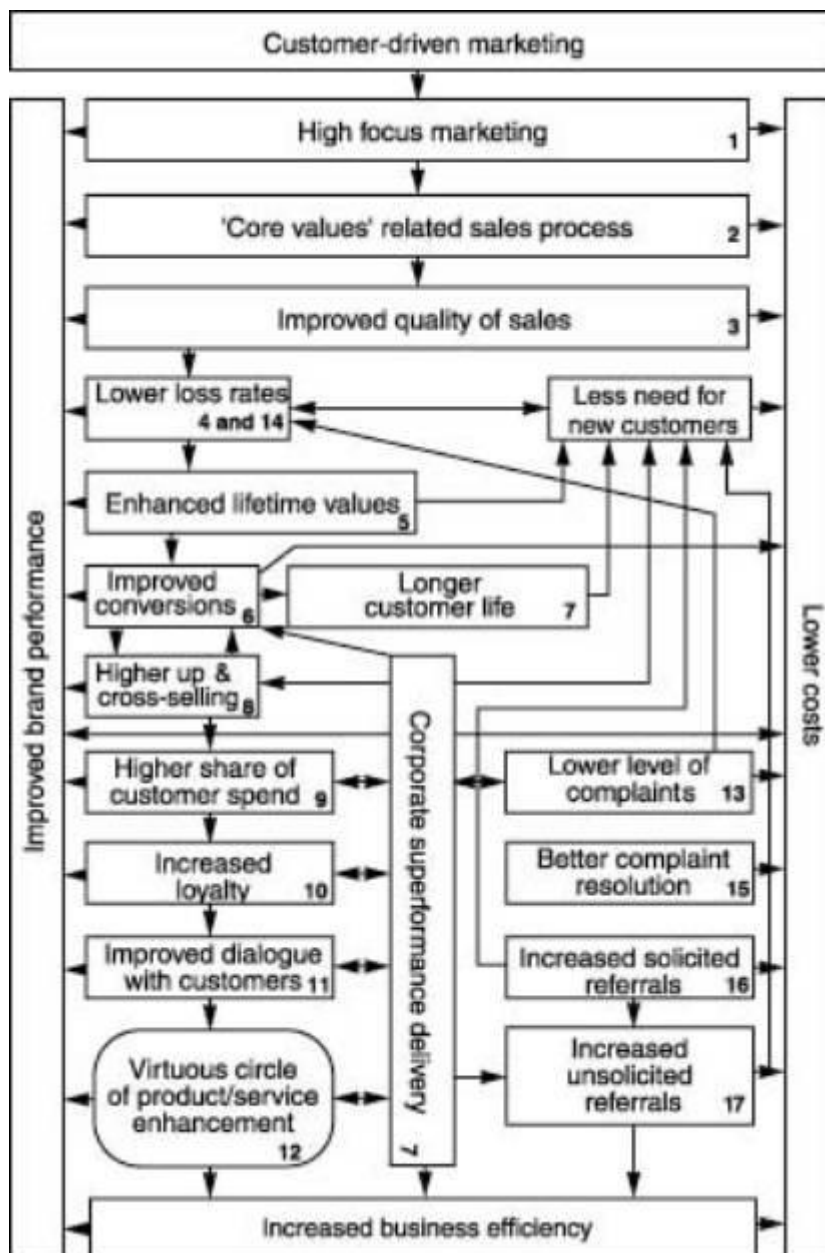 Customer-driven marketing
High focus marketing
1
'Core values' related sales process
2
Improved quality of sales
3
Lower loss rates
4 and 14
Less need for
new customers
Enhanced lifetime values
5
Improved
conversions 6
Longer
customer life 7
Higher up &
cross-selling 8
Higher share of
customer spend 9
Lower level of
complaints 13
Increased
loyalty 10
Better complaint
resolution 15
Improved dialogue
with customers 11
Increased solicited
referrals 16
Virtuous circle
of product/service
enhancement
12
Increased
unsolicited
referrals 17
Corporate superformance delivery 7
Increased business efficiency
Improved brand performance
Lower costs